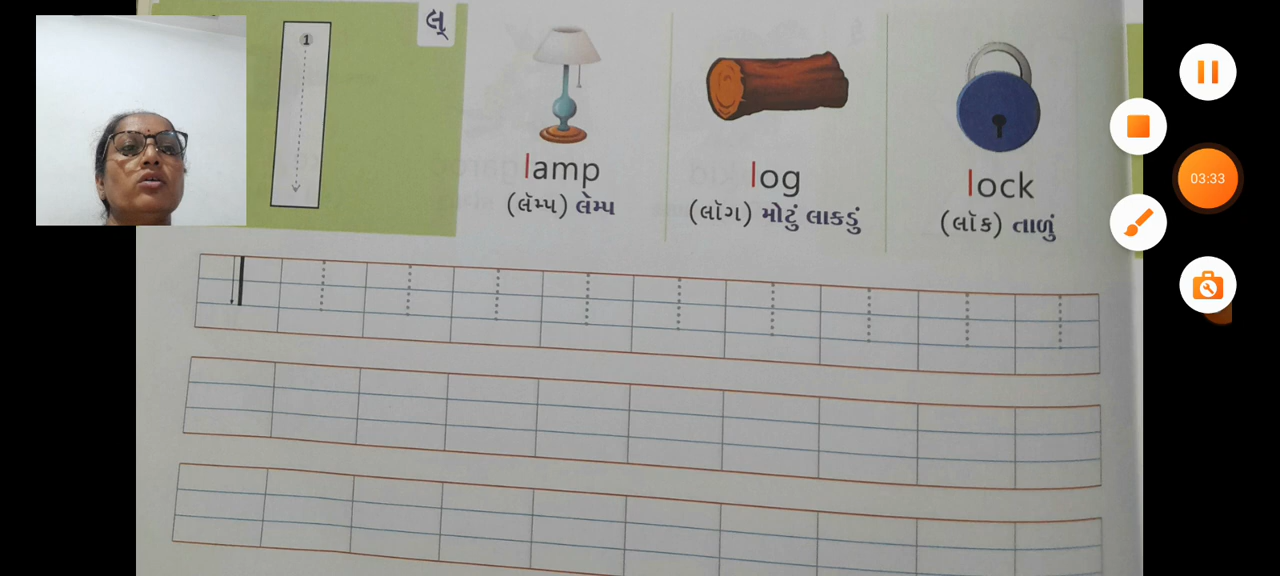 1
લ્
lamp
(લૅમ્પ) લેમ્પ
log
(લૉગ) મોટું લાકડું
lock
(લૉક) તાળું
l
03:33